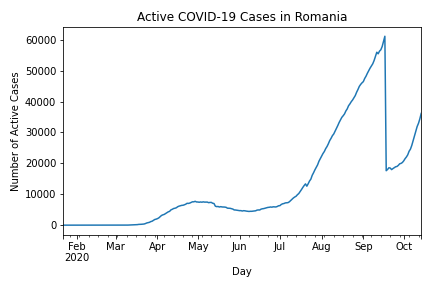 Active COVID-19 Cases in Romania
Number of Active Cases
60000
50000
40000
30000
20000
10000
0
Feb Mar Apr May Jun Jul Aug Sep Oct
2020
Day